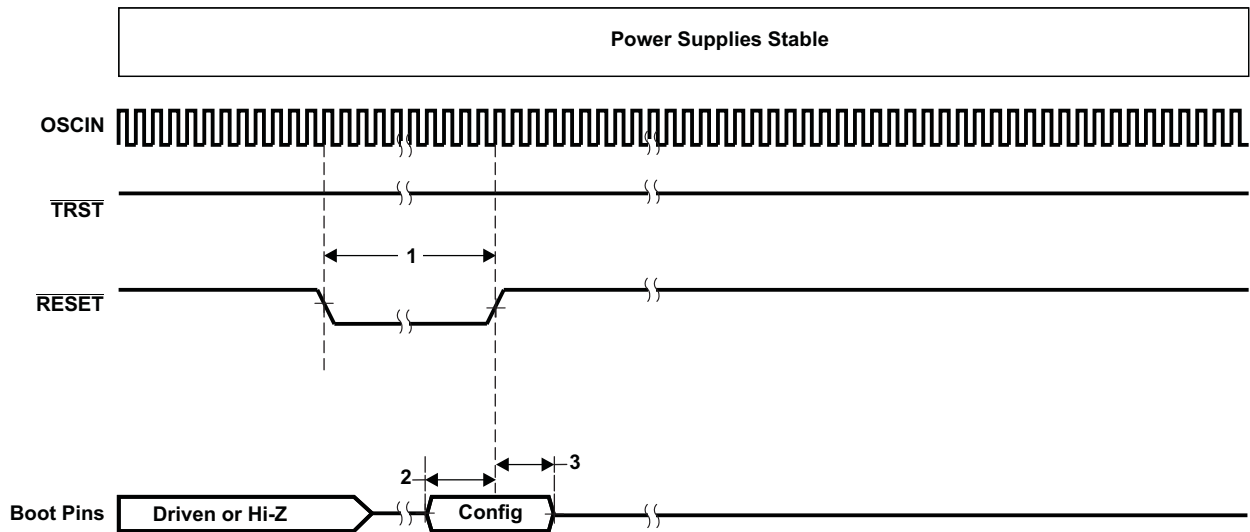 Power Supplies Stable
OSCIN
TRST
1
RESET
2
3
Boot Pins
Driven or Hi-Z
Config